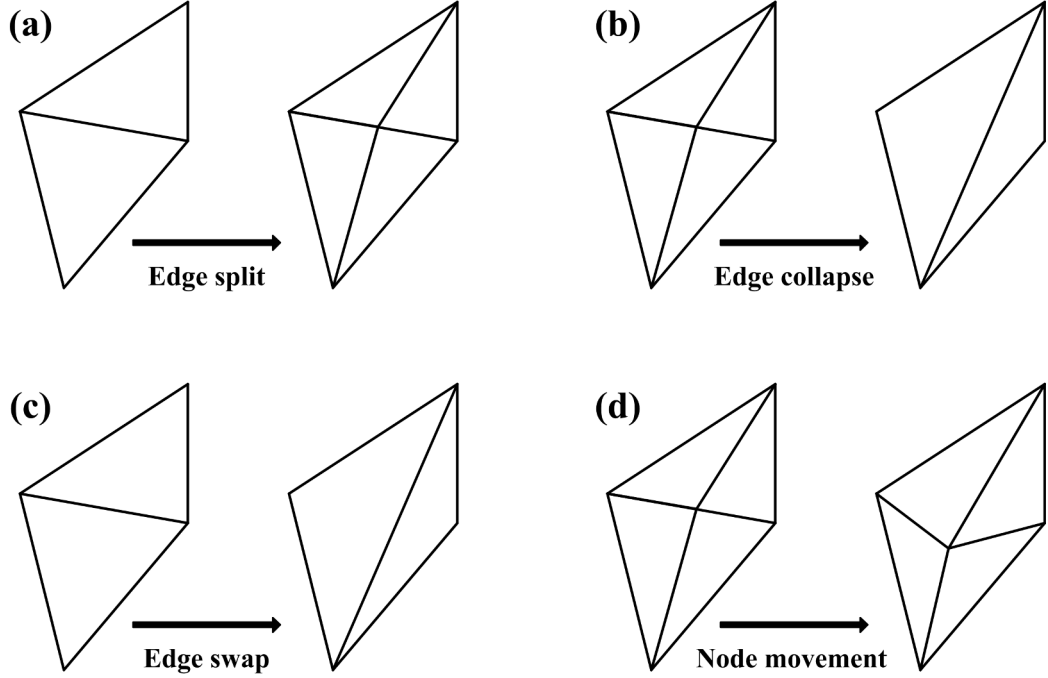 (a)
Edge split
(b)
Edge collapse
(c)
Edge swap
(d)
Node movement